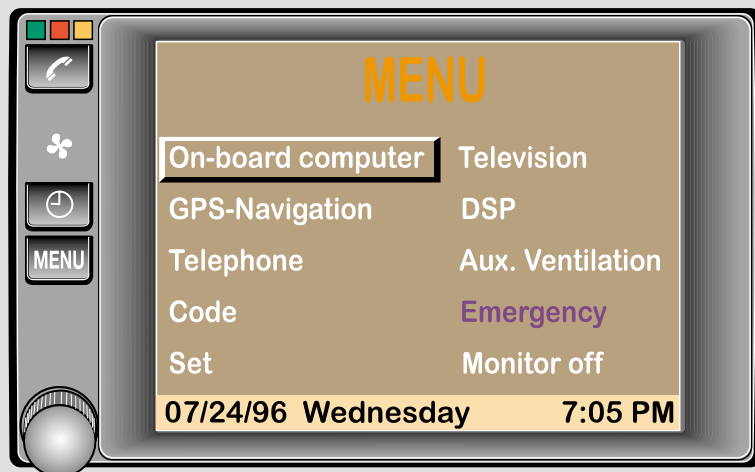 MENU
On-board computer
GPS-Navigation
Telephone
Code
Set
Television
DSP
Aux. Ventilation
Emergency
Monitor off
07/24/96 Wednesday 7:05 PM
MENU